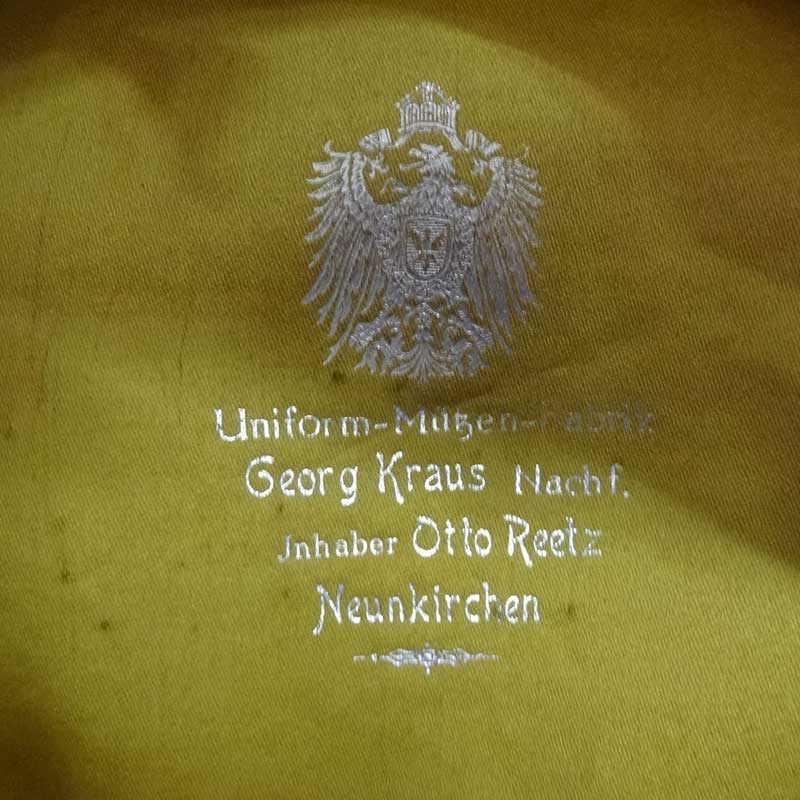 Uniform-Mützen-Fabrik
Georg Kraus Nachf.
Jnhaber Otto Reetz
Neunkirchen